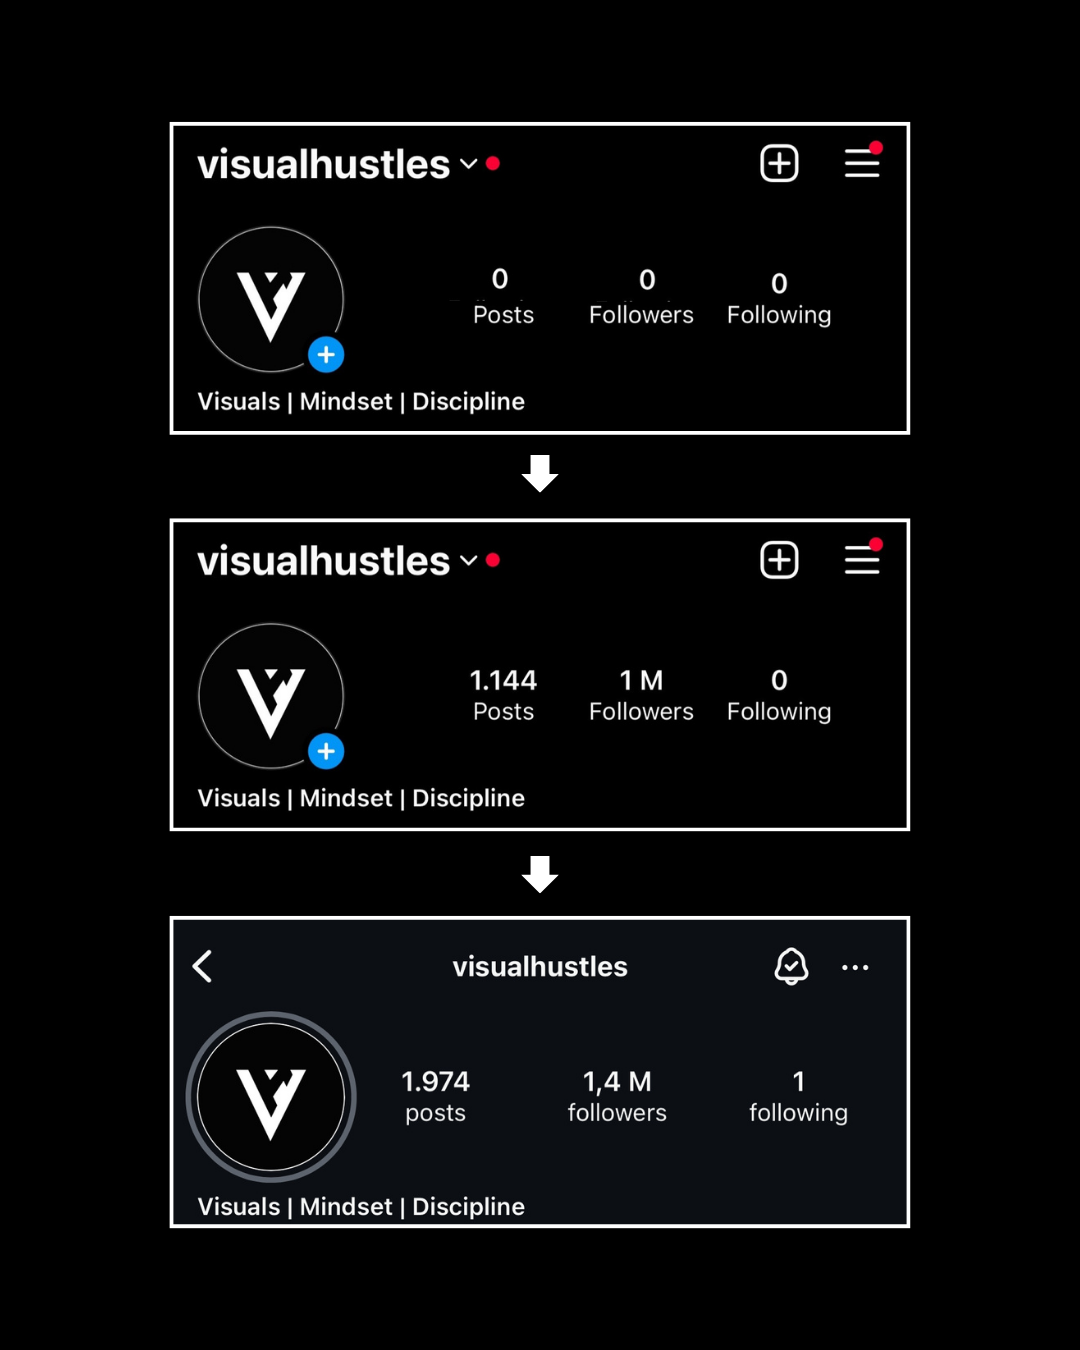 visualhustles
0 0 0
Posts Followers Following
Visuals | Mindset | Discipline
visualhustles
1.144 1 M 0
Posts Followers Following
Visuals | Mindset | Discipline
visualhustles
1.974 1,4 M 1
posts followers following
Visuals | Mindset | Discipline